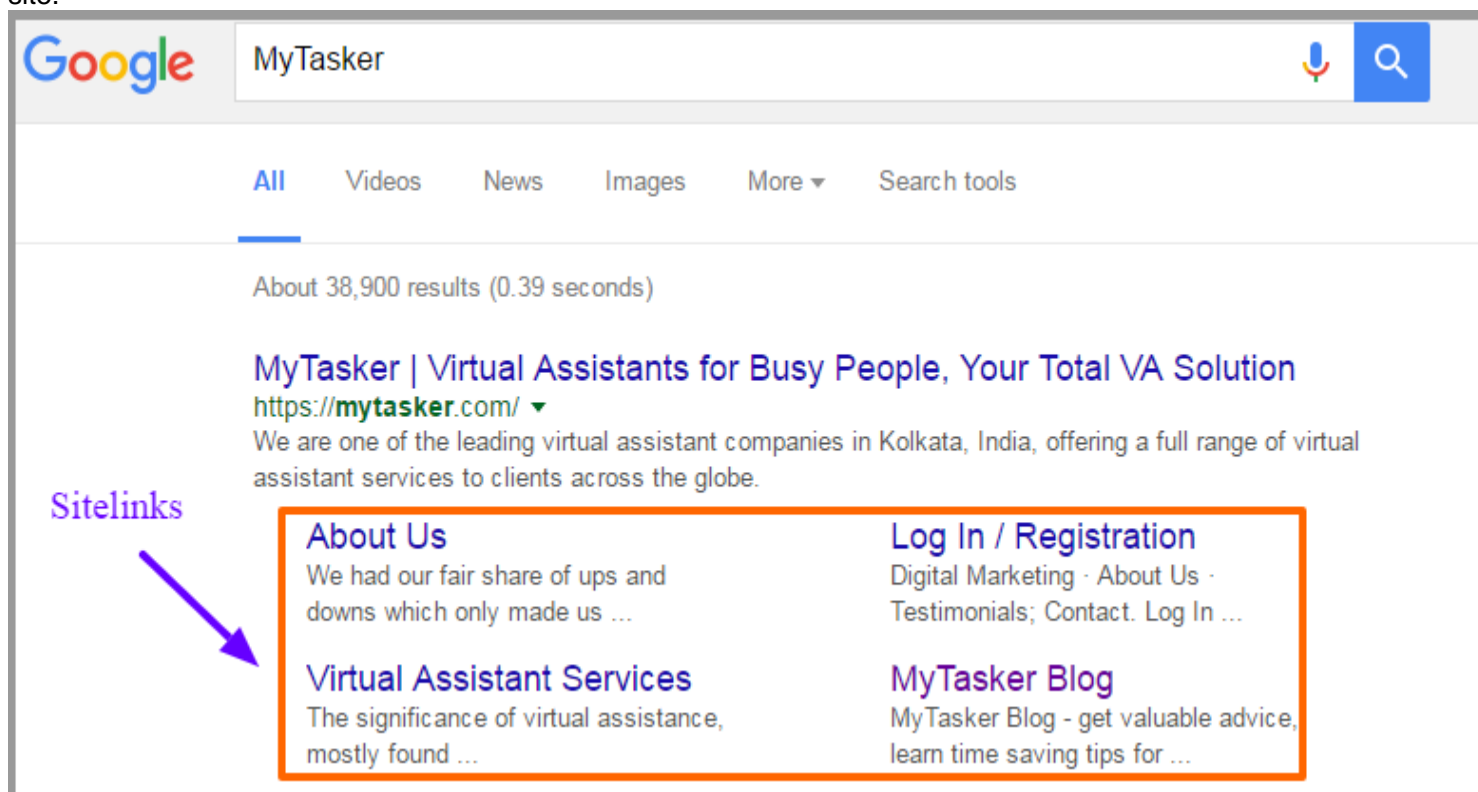 site.
Google
MyTasker
All Videos News Images More Search tools
About 38,900 results (0.39 seconds)
MyTasker | Virtual Assistants for Busy People, Your Total VA Solution
https://mytasker.com/
We are one of the leading virtual assistant companies in Kolkata, India, offering a full range of virtual
assistant services to clients across the globe.
Sitelinks
About Us
We had our fair share of ups and
downs which only made us ...
Log In / Registration
Digital Marketing · About Us ·
Testimonials; Contact. Log In ...
Virtual Assistant Services
The significance of virtual assistance,
mostly found ...
MyTasker Blog
MyTasker Blog - get valuable advice,
learn time saving tips for ...